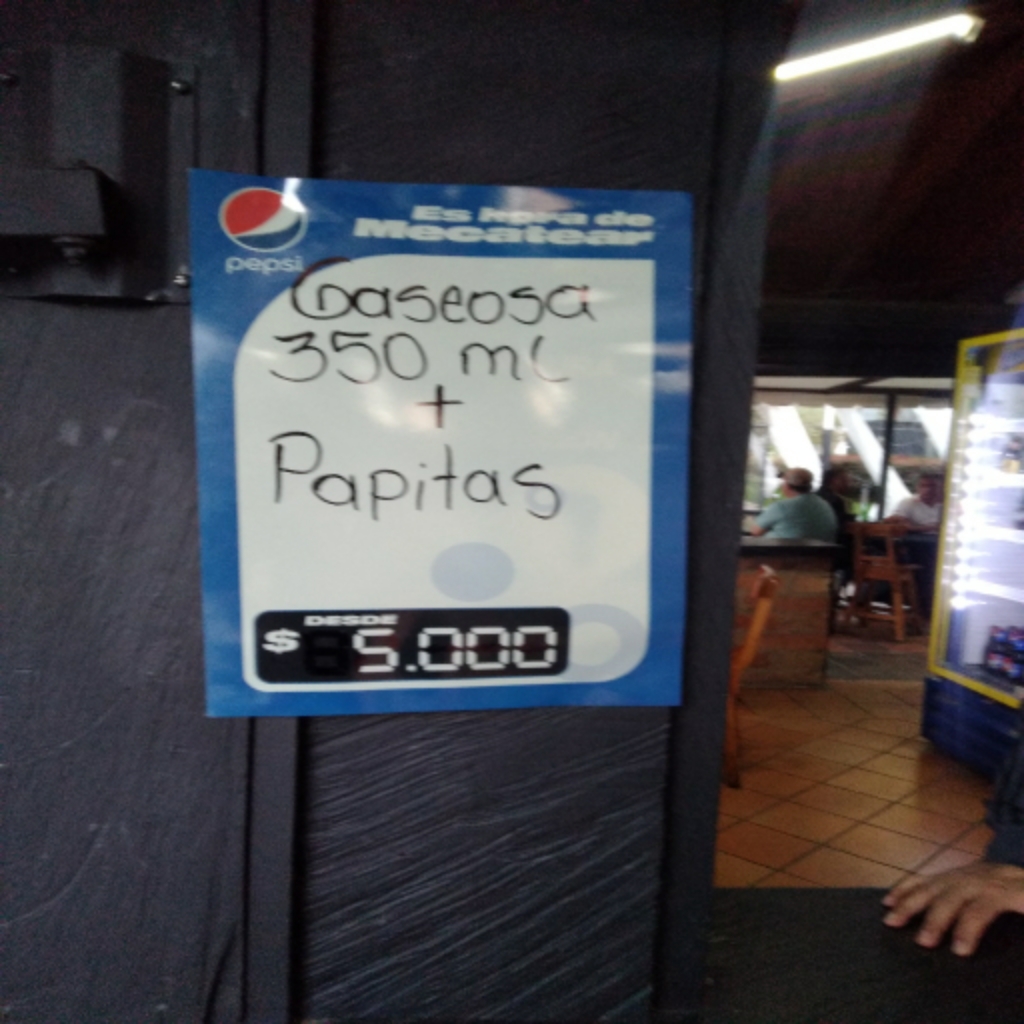 pepsi
Es hora de
Mecatear
Gaseosa
350 ml
+
Papitas
DESDE
$ 5.000